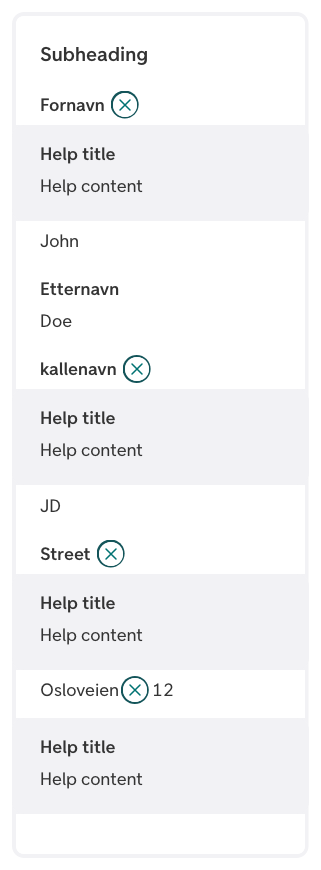 Subheading
Fornavn
Help title
Help content
John
Etternavn
Doe
kallenavn
Help title
Help content
JD
Street
Help title
Help content
Osloveien 12
Help title
Help content